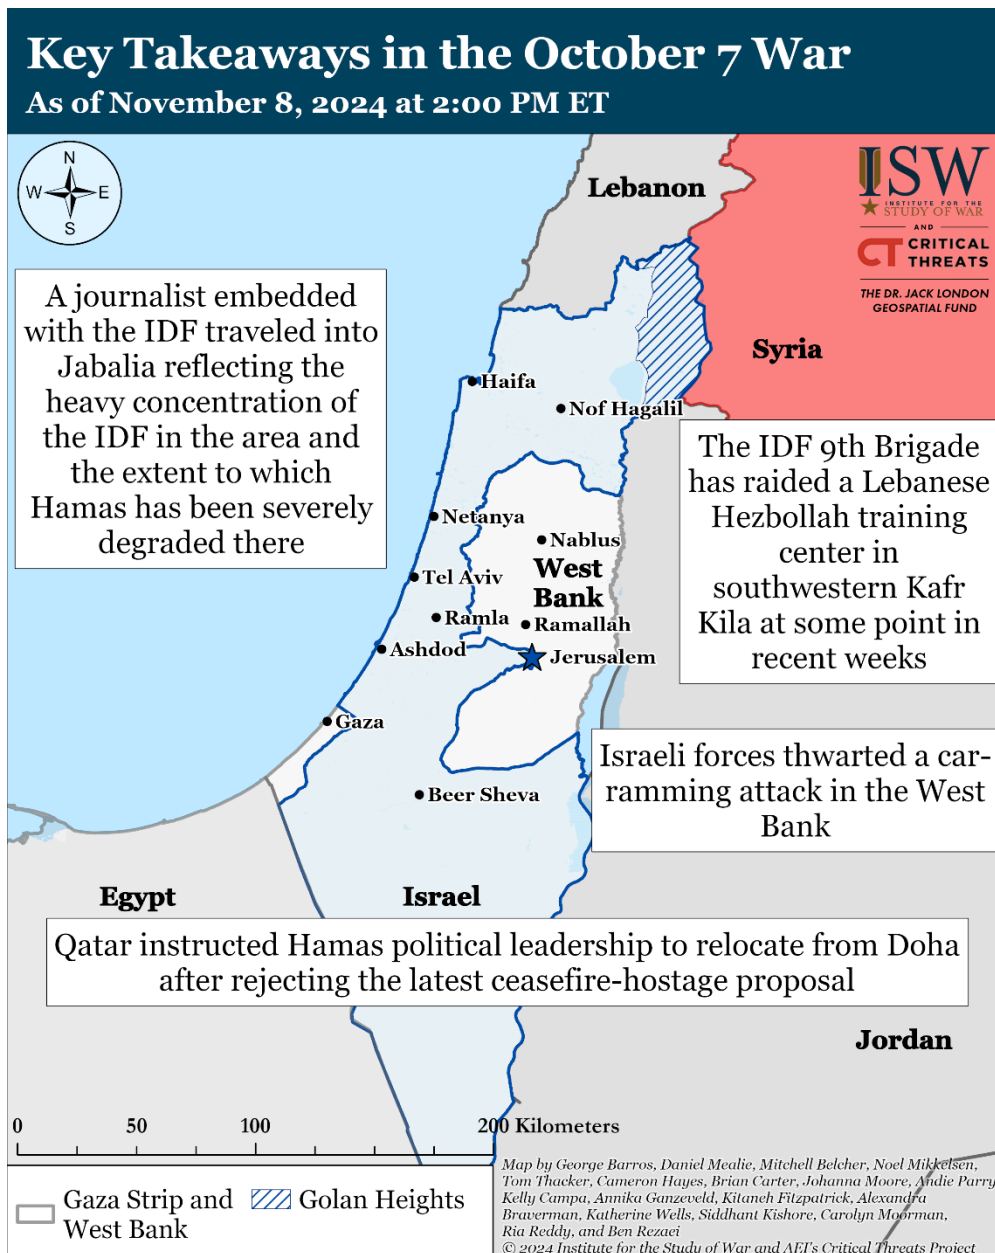 Key Takeaways in the October 7 War
As of November 8, 2024 at 2:00 PM ET
N
W
E
S
Lebanon
ISW
INSTITUTE FOR THE
STUDY OF WAR
AND
CT CRITICAL
THREATS
THE DR. JACK LONDON
GEOSPATIAL FUND
A journalist embedded
with the IDF traveled into
Jabalia reflecting the
heavy concentration of
the IDF in the area and
the extent to which
Hamas has been severely
degraded there
Syria
Haifa
Nof Hagalil
The IDF 9th Brigade
has raided a Lebanese
Hezbollah training
center in
southwestern Kafr
Kila at some point in
recent weeks
Netanya
Nablus
West
Bank
Tel Aviv
Ramla
Ramallah
Ashdod
Jerusalem
Gaza
Israeli forces thwarted a car-
ramming attack in the West
Bank
Beer Sheva
Egypt
Israel
Qatar instructed Hamas political leadership to relocate from Doha
after rejecting the latest ceasefire-hostage proposal
Jordan
0 50 100 200 Kilometers
Gaza Strip and
West Bank
Golan Heights
Map by George Barros, Daniel Mealie, Mitchell Belcher, Noel Mikkelsen,
Tom Thacker, Cameron Hayes, Brian Carter, Johanna Moore, Andie Parry,
Kelly Campa, Annika Ganzeveld, Kitaneh Fitzpatrick, Alexandra
Braverman, Katherine Wells, Siddhant Kishore, Carolyn Moorman,
Ria Reddy, and Ben Rezaei
© 2024 Institute for the Study of War and AEI's Critical Threats Project